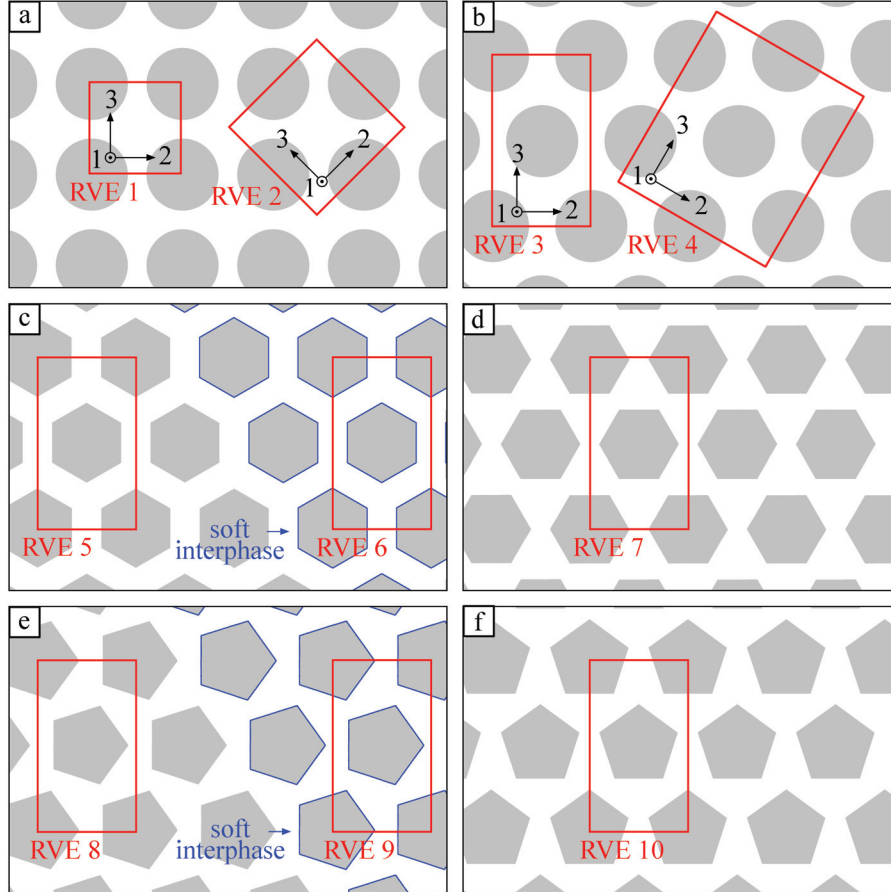 a
3
1
2
RVE 1
3
2
1
RVE 2
b
3
1
2
RVE 3
3
1
2
RVE 4
c
soft
interphase
RVE 5
RVE 6
d
RVE 7
e
soft
interphase
RVE 8
RVE 9
f
RVE 10